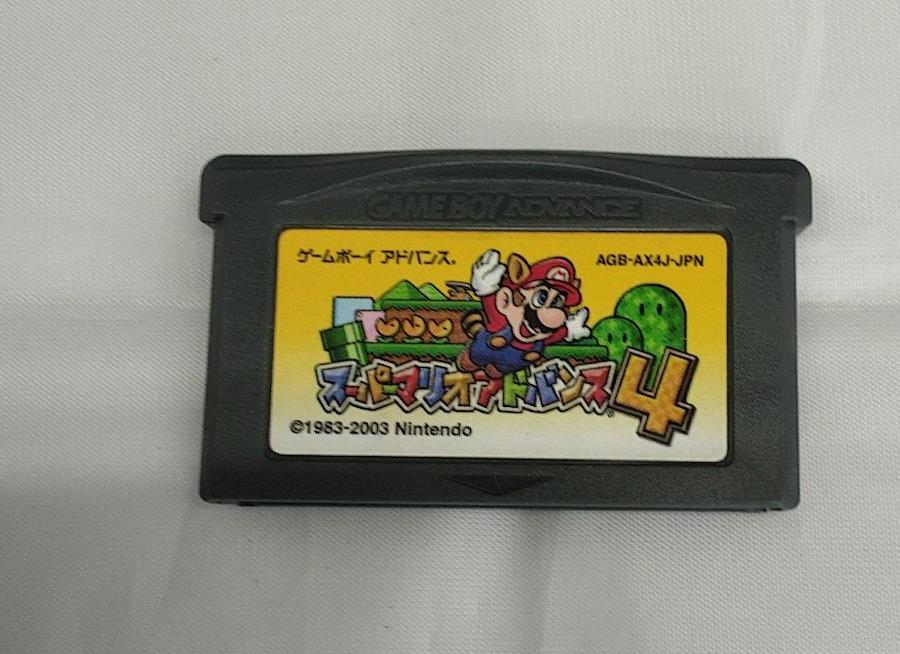 GAME BOY ADVANCE
ゲームボーイ アドバンス. AGB-AX4J-JPN
スーパーマリオアドバンス4
©1983-2003 Nintendo